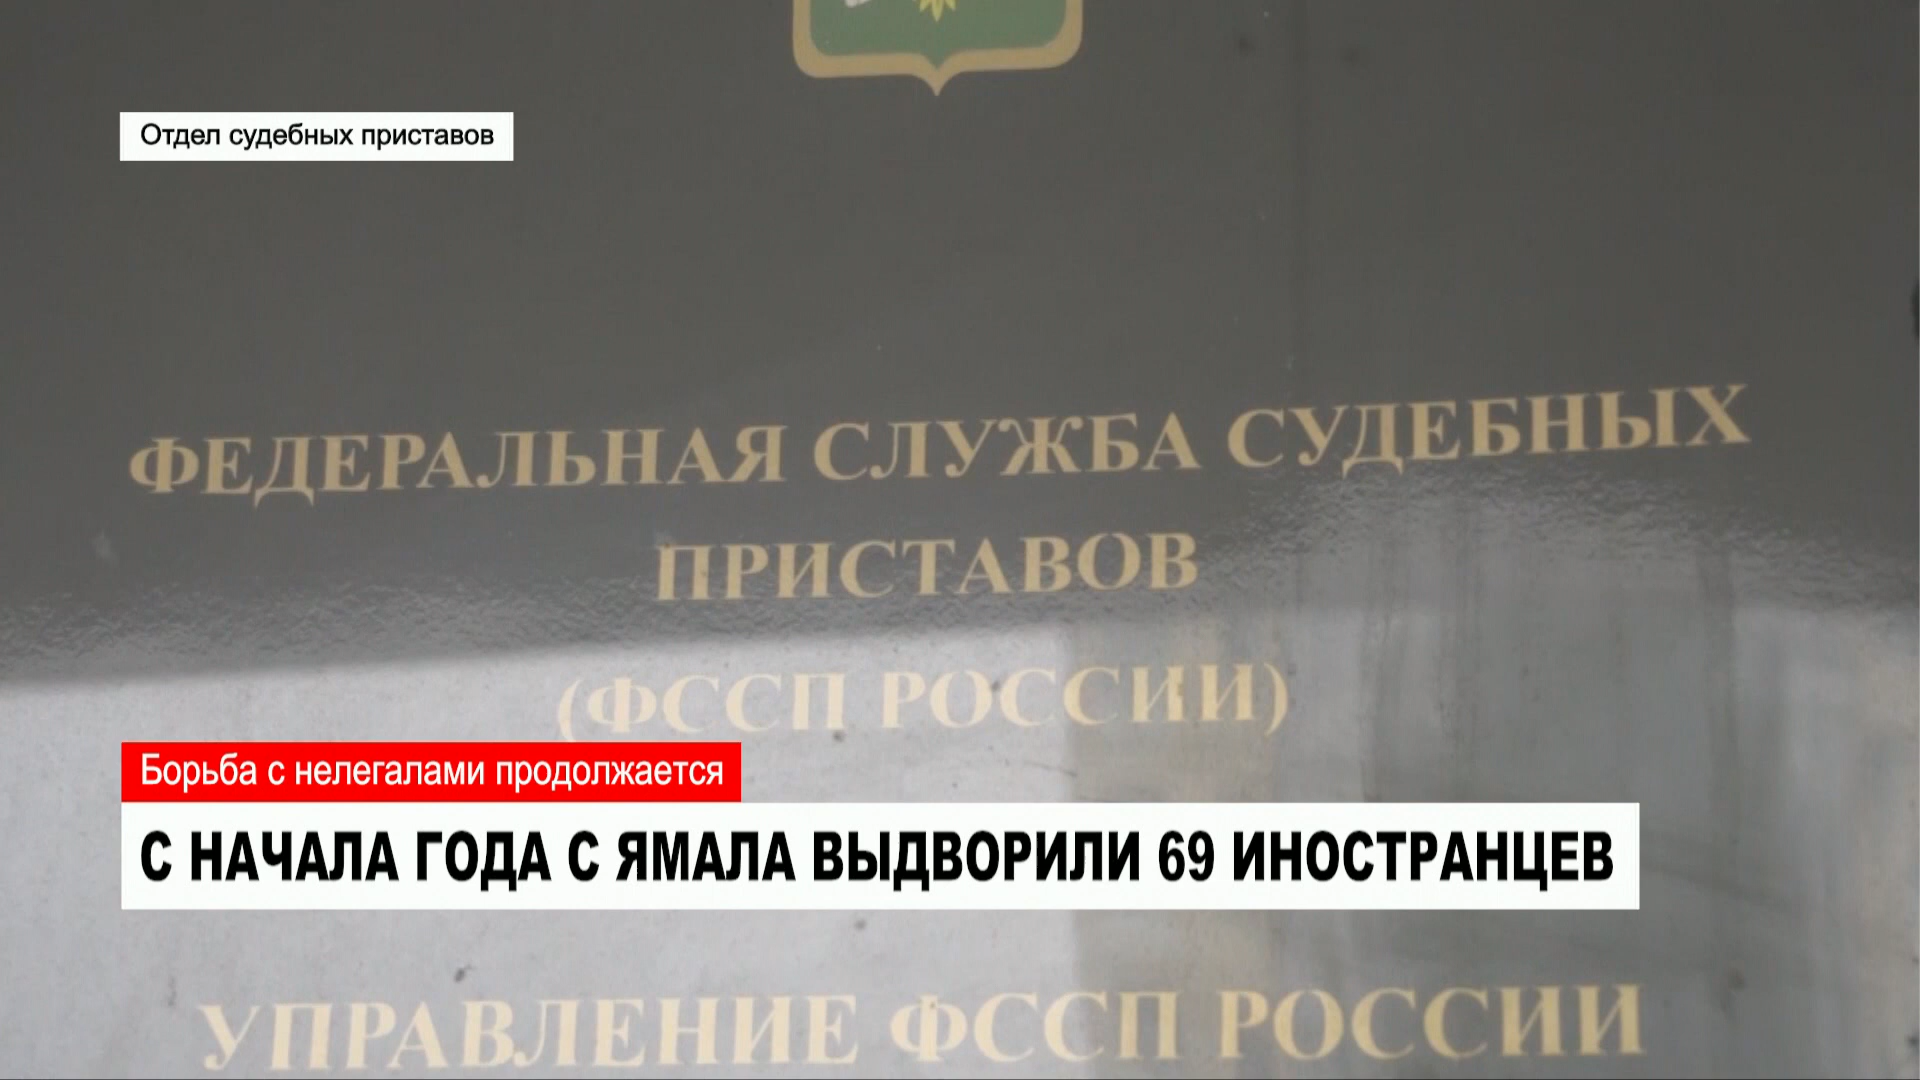 Отдел судебных приставов
ФЕДЕРАЛЬНАЯ СЛУЖБА СУДЕБНЫХ
ПРИСТАВОВ
(ФССП РОССИИ)
Борьба с нелегалами продолжается
С НАЧАЛА ГОДА С ЯМАЛА ВЫДВОРИЛИ 69 ИНОСТРАНЦЕВ
УПРАВЛЕНИЕ ФССП РОССИИ